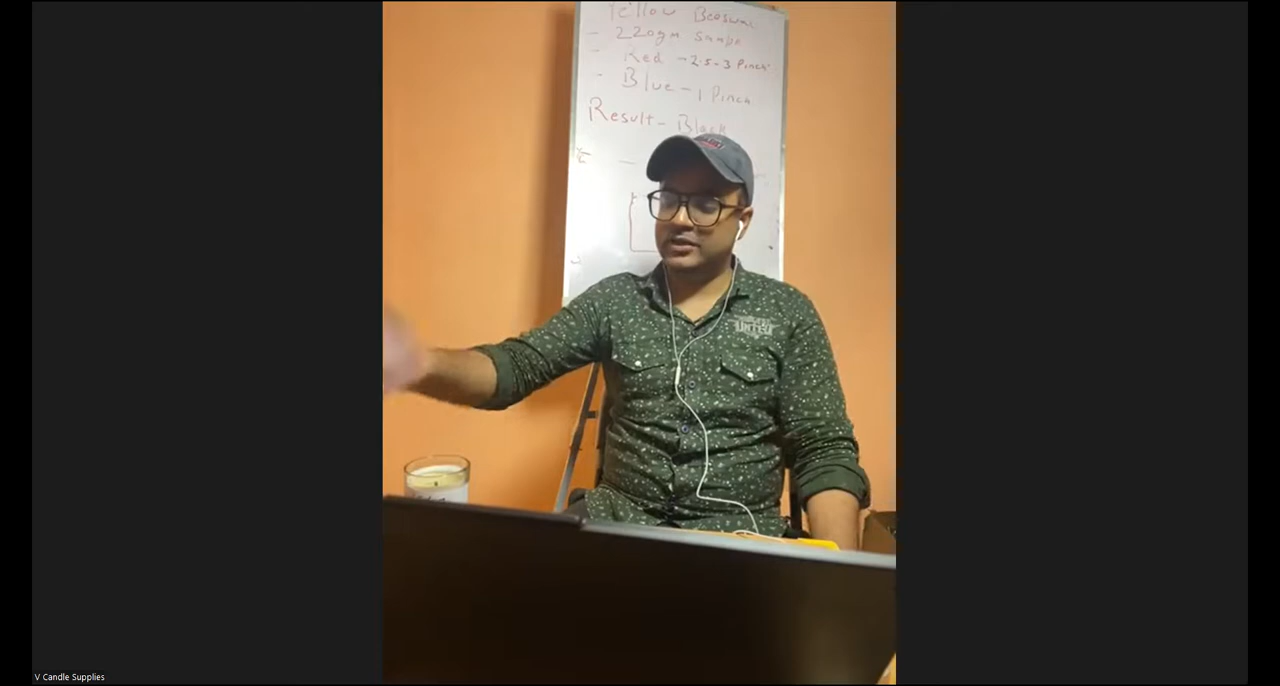 Yellow Beeswax
- 220gm Sample
- Red - 2.5 - 3 Pinch
- Blue - 1 Pinch
Result - Black
V Candle Supplies